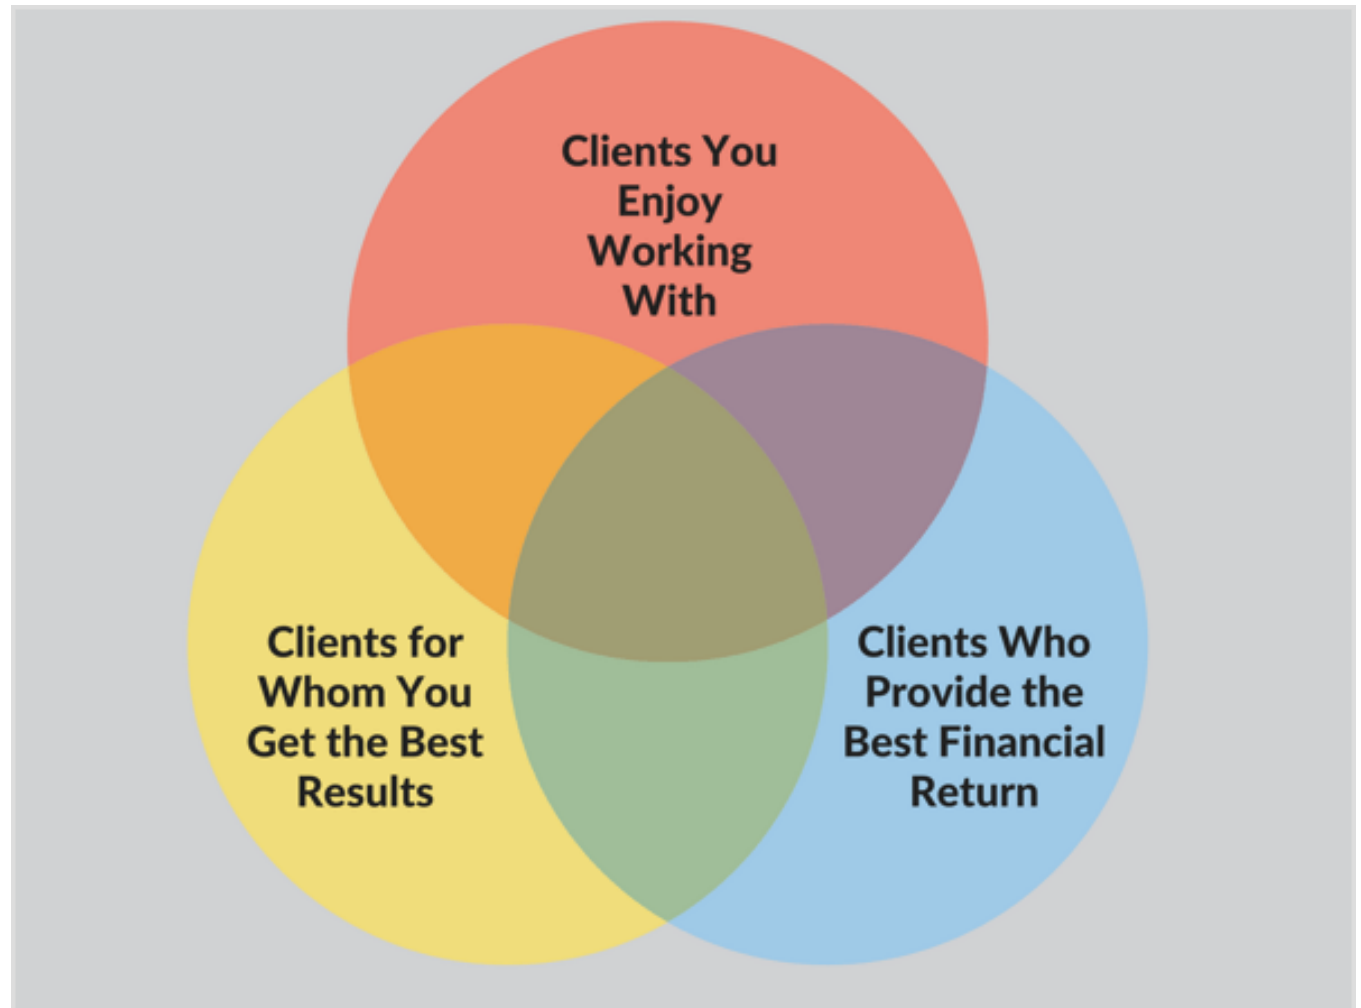 Clients You
Enjoy
Working
With
Clients for
Whom You
Get the Best
Results
Clients Who
Provide the
Best Financial
Return